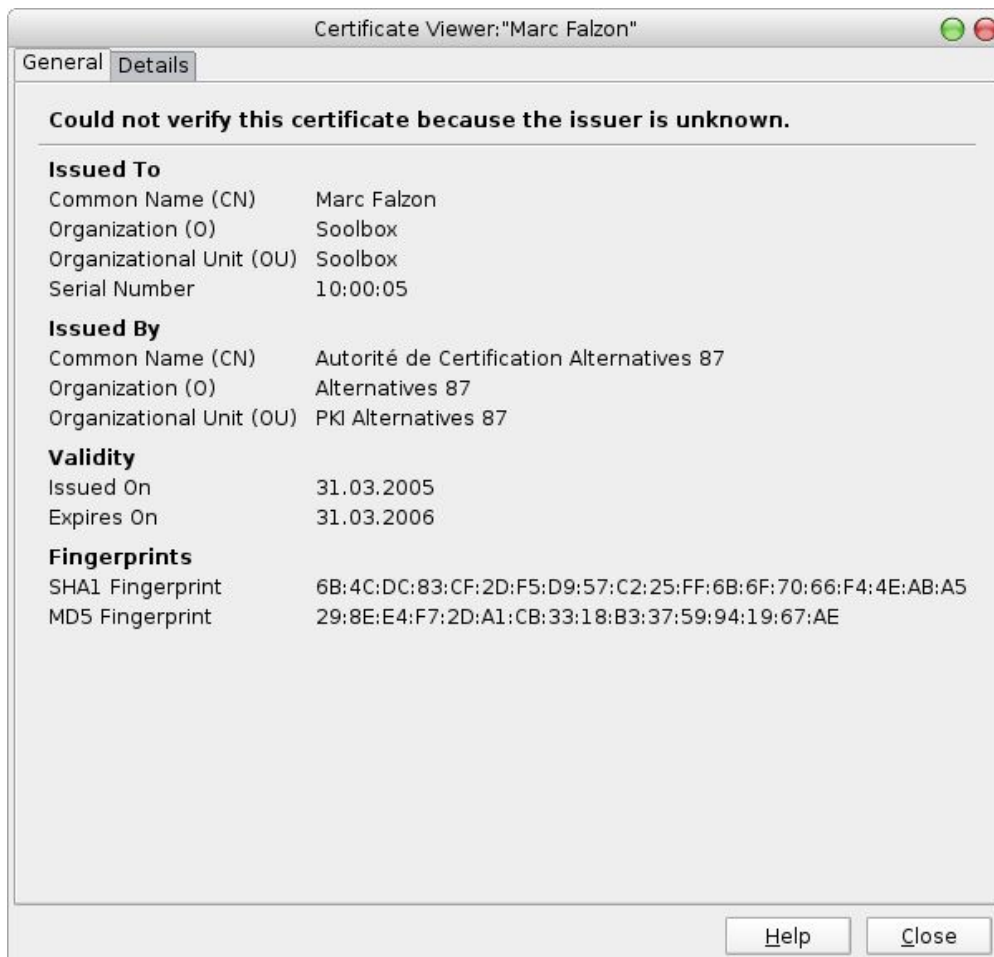 Certificate Viewer:"Marc Falzon"
General Details
Could not verify this certificate because the issuer is unknown.
Issued To
Common Name (CN) Marc Falzon
Organization (O) Soolbox
Organizational Unit (OU) Soolbox
Serial Number 10:00:05
Issued By
Common Name (CN) Autorité de Certification Alternatives 87
Organization (O) Alternatives 87
Organizational Unit (OU) PKI Alternatives 87
Validity
Issued On 31.03.2005
Expires On 31.03.2006
Fingerprints
SHA1 Fingerprint 6B:4C:DC:83:CF:2D:F5:D9:57:C2:25:FF:6B:6F:70:66:F4:4E:AB:A5
MD5 Fingerprint 29:8E:E4:F7:2D:A1:CB:33:18:B3:37:59:94:19:67:AE
Help Close